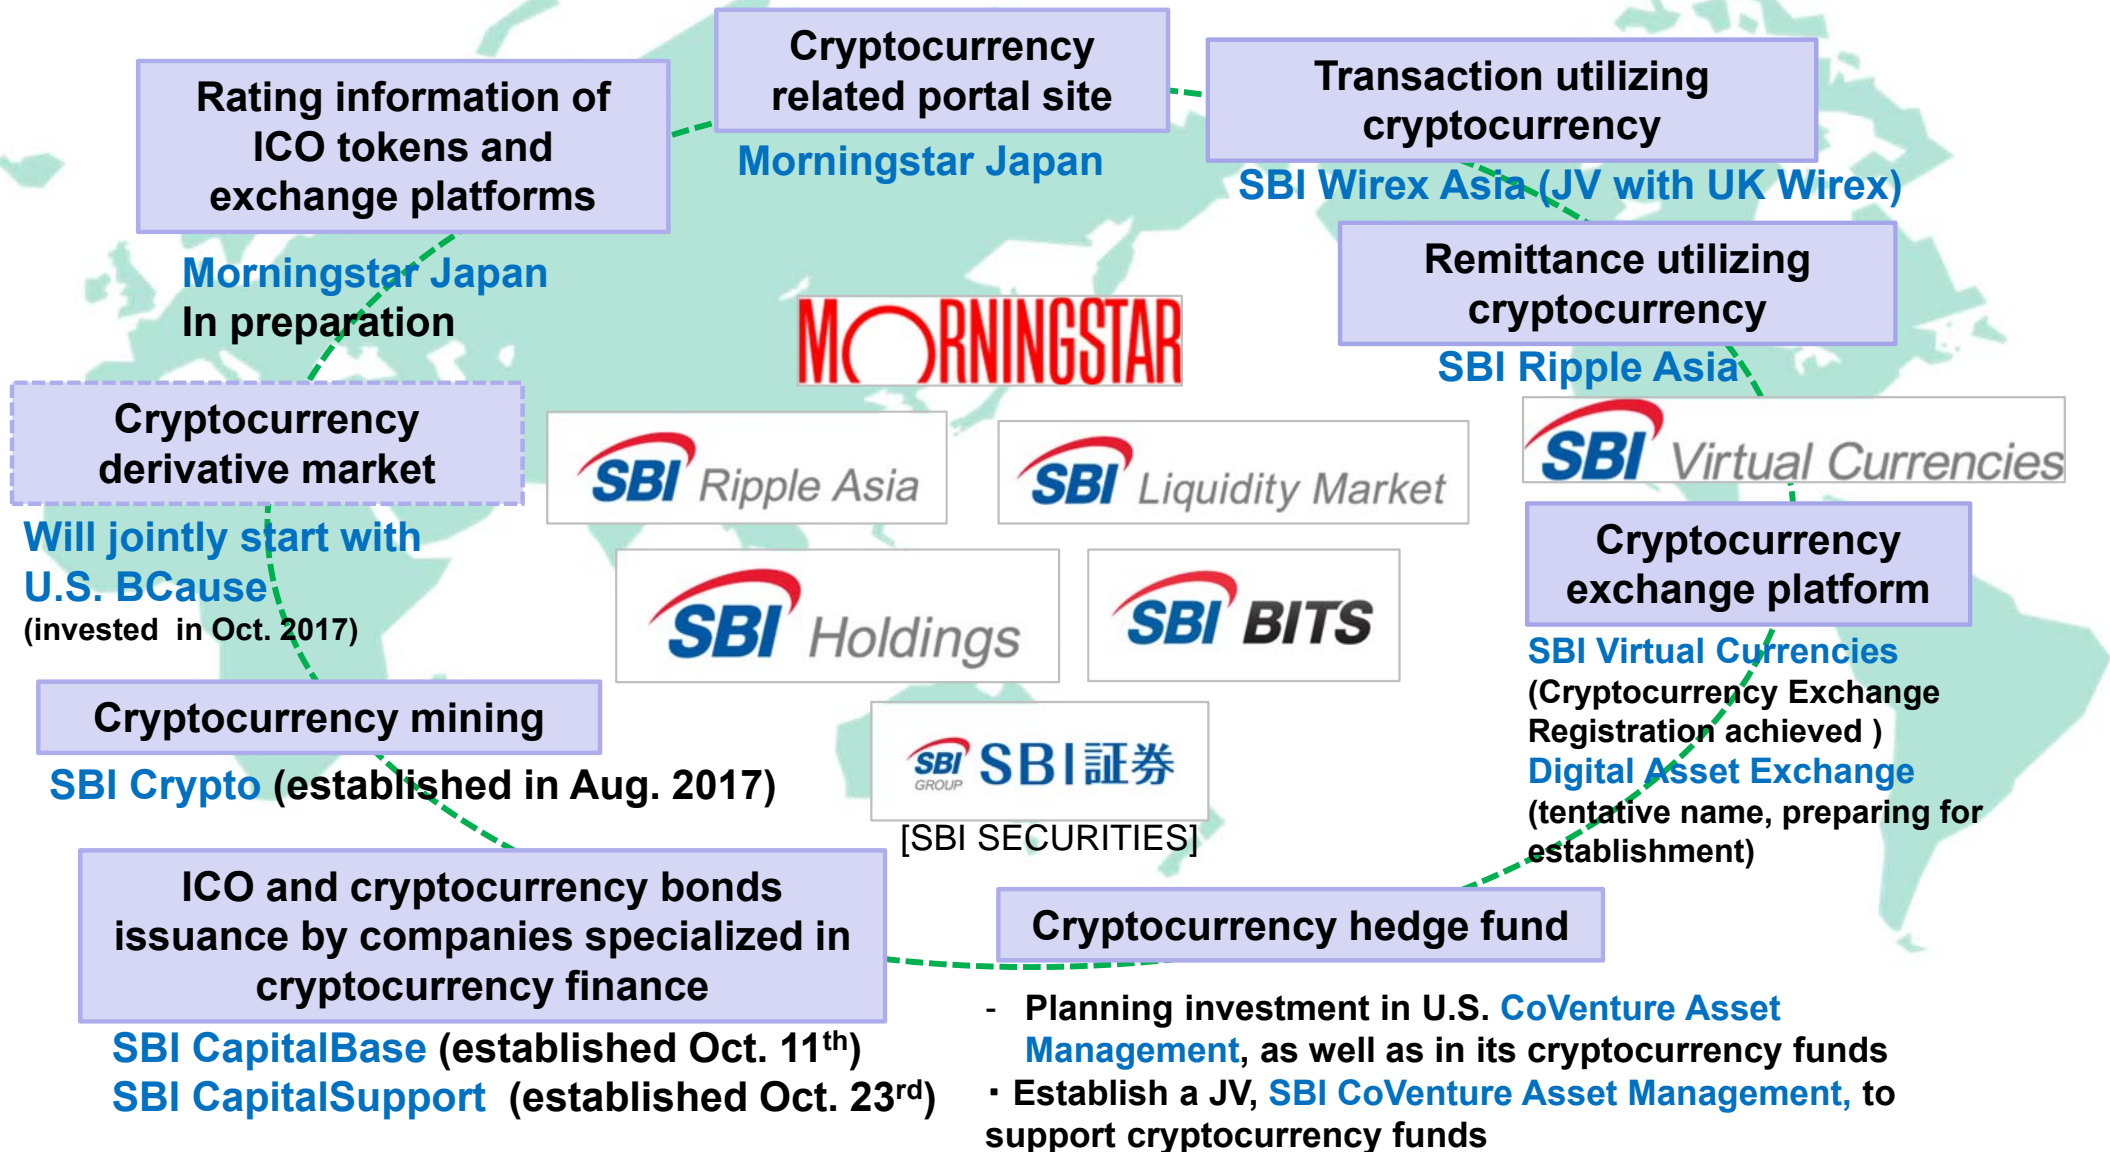 Cryptocurrency
related portal site
Morningstar Japan
Transaction utilizing
cryptocurrency
SBI Wirex Asia (JV with UK Wirex)
Rating information of
ICO tokens and
exchange platforms
Morningstar Japan
In preparation
Remittance utilizing
cryptocurrency
SBI Ripple Asia
MORNINGSTAR
Cryptocurrency
derivative market
Will jointly start with
U.S. BCause
(invested in Oct. 2017)
SBI Ripple Asia
SBI Liquidity Market
SBI Virtual Currencies
SBI Holdings
SBI BITS
Cryptocurrency
exchange platform
SBI Virtual Currencies
(Cryptocurrency Exchange
Registration achieved )
Digital Asset Exchange
(tentative name, preparing for
establishment)
Cryptocurrency mining
SBI Crypto (established in Aug. 2017)
SBI
GROUP
SBI証券
[SBI SECURITIES]
ICO and cryptocurrency bonds
issuance by companies specialized in
cryptocurrency finance
SBI CapitalBase (established Oct. 11th)
SBI CapitalSupport (established Oct. 23rd)
Cryptocurrency hedge fund
- Planning investment in U.S. CoVenture Asset
Management, as well as in its cryptocurrency funds
・Establish a JV, SBI CoVenture Asset Management, to
support cryptocurrency funds